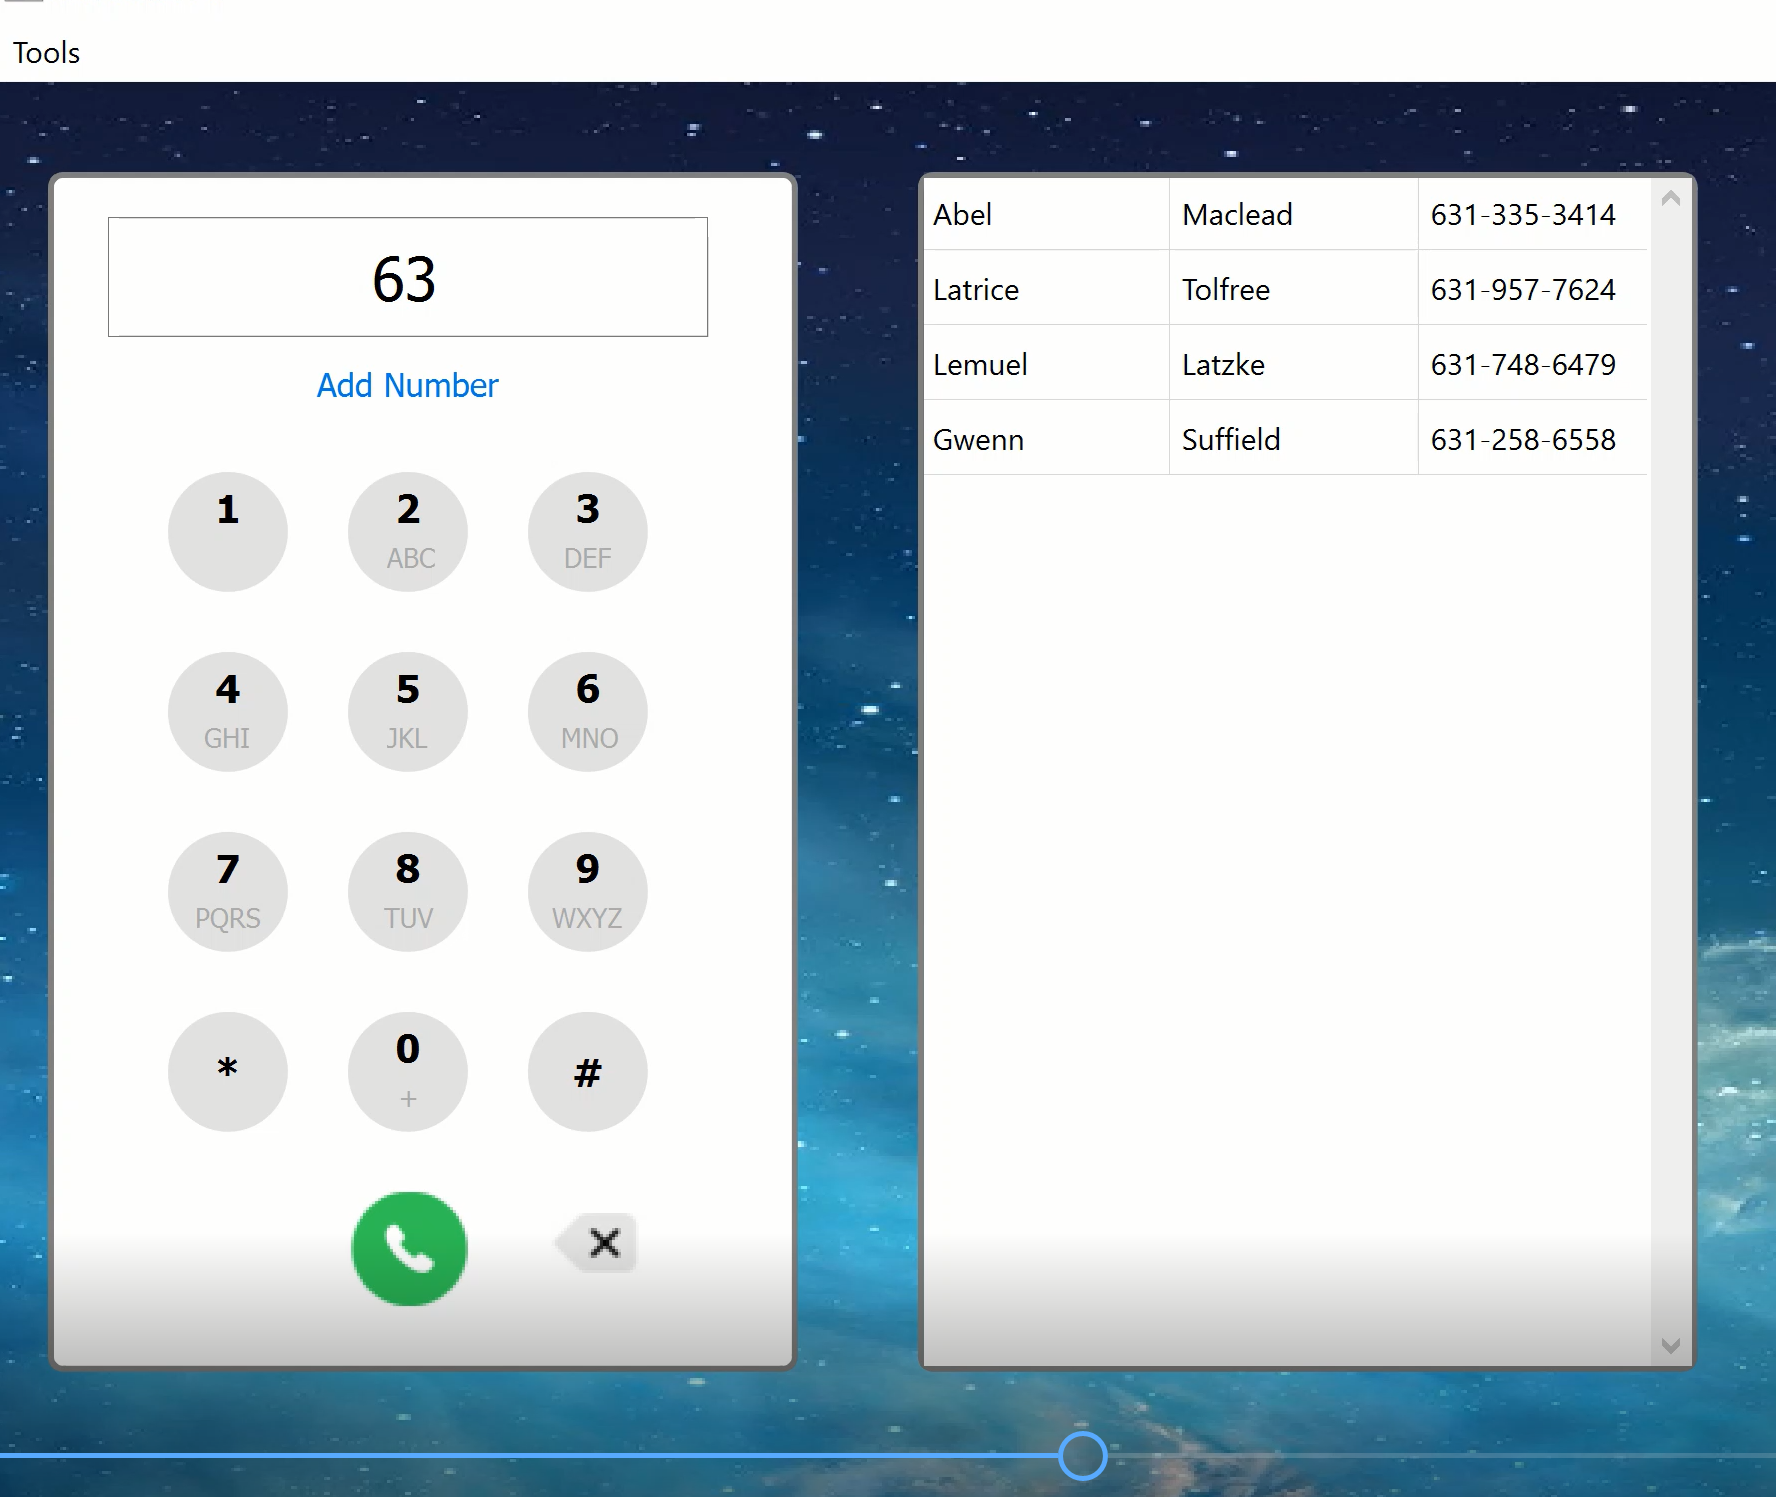 Tools
63
Add Number
1
2
ABC
3
DEF
4
GHI
5
JKL
6
MNO
7
PQRS
8
TUV
9
WXYZ
*
0
+
#
Abel Maclead 631-335-3414
Latrice Tolfree 631-957-7624
Lemuel Latzke 631-748-6479
Gwenn Suffield 631-258-6558